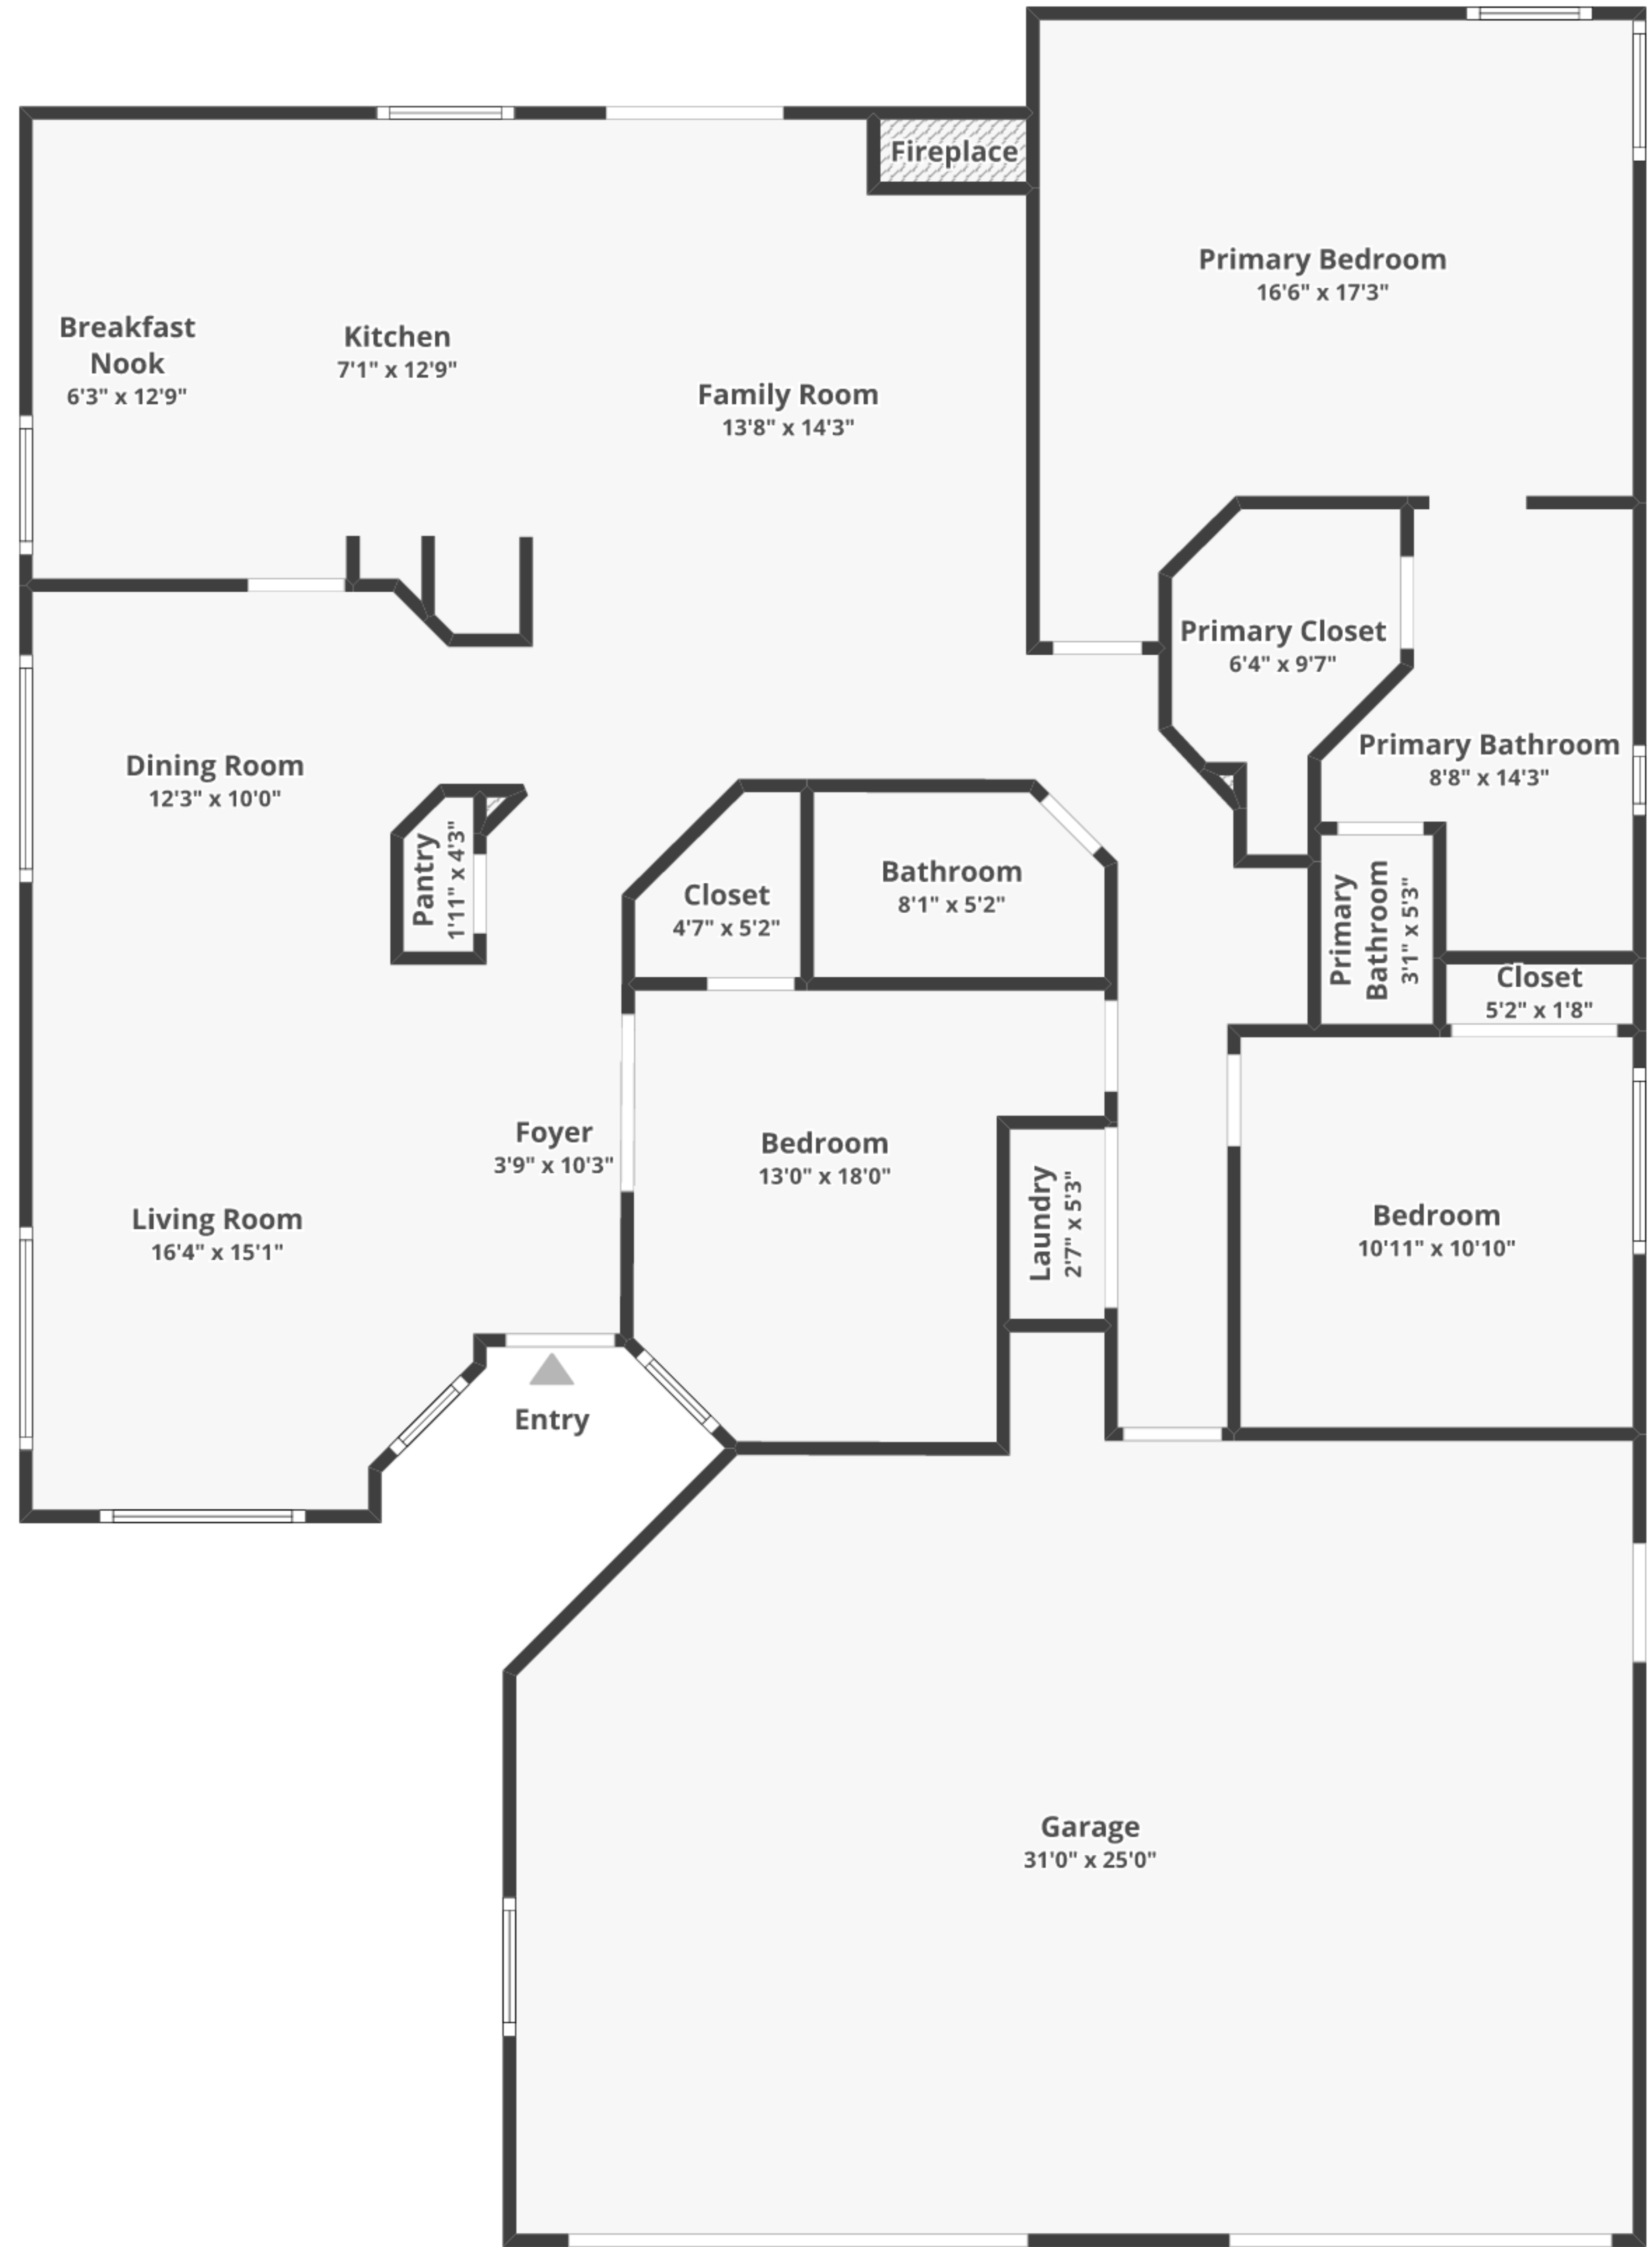 Fireplace
Primary Bedroom
16'6" x 17'3"
Breakfast
Nook
6'3" x 12'9"
Kitchen
7'1" x 12'9"
Family Room
13'8" x 14'3"
Primary Closet
6'4" x 9'7"
Primary Bathroom
8'8" x 14'3"
Dining Room
12'3" x 10'0"
Pantry
1'11" x 4'3"
Closet
4'7" x 5'2"
Bathroom
8'1" x 5'2"
Primary
Bathroom
3'1" x 5'3"
Closet
5'2" x 1'8"
Foyer
3'9" x 10'3"
Bedroom
13'0" x 18'0"
Laundry
2'7" x 5'3"
Bedroom
10'11" x 10'10"
Living Room
16'4" x 15'1"
Entry
Garage
31'0" x 25'0"